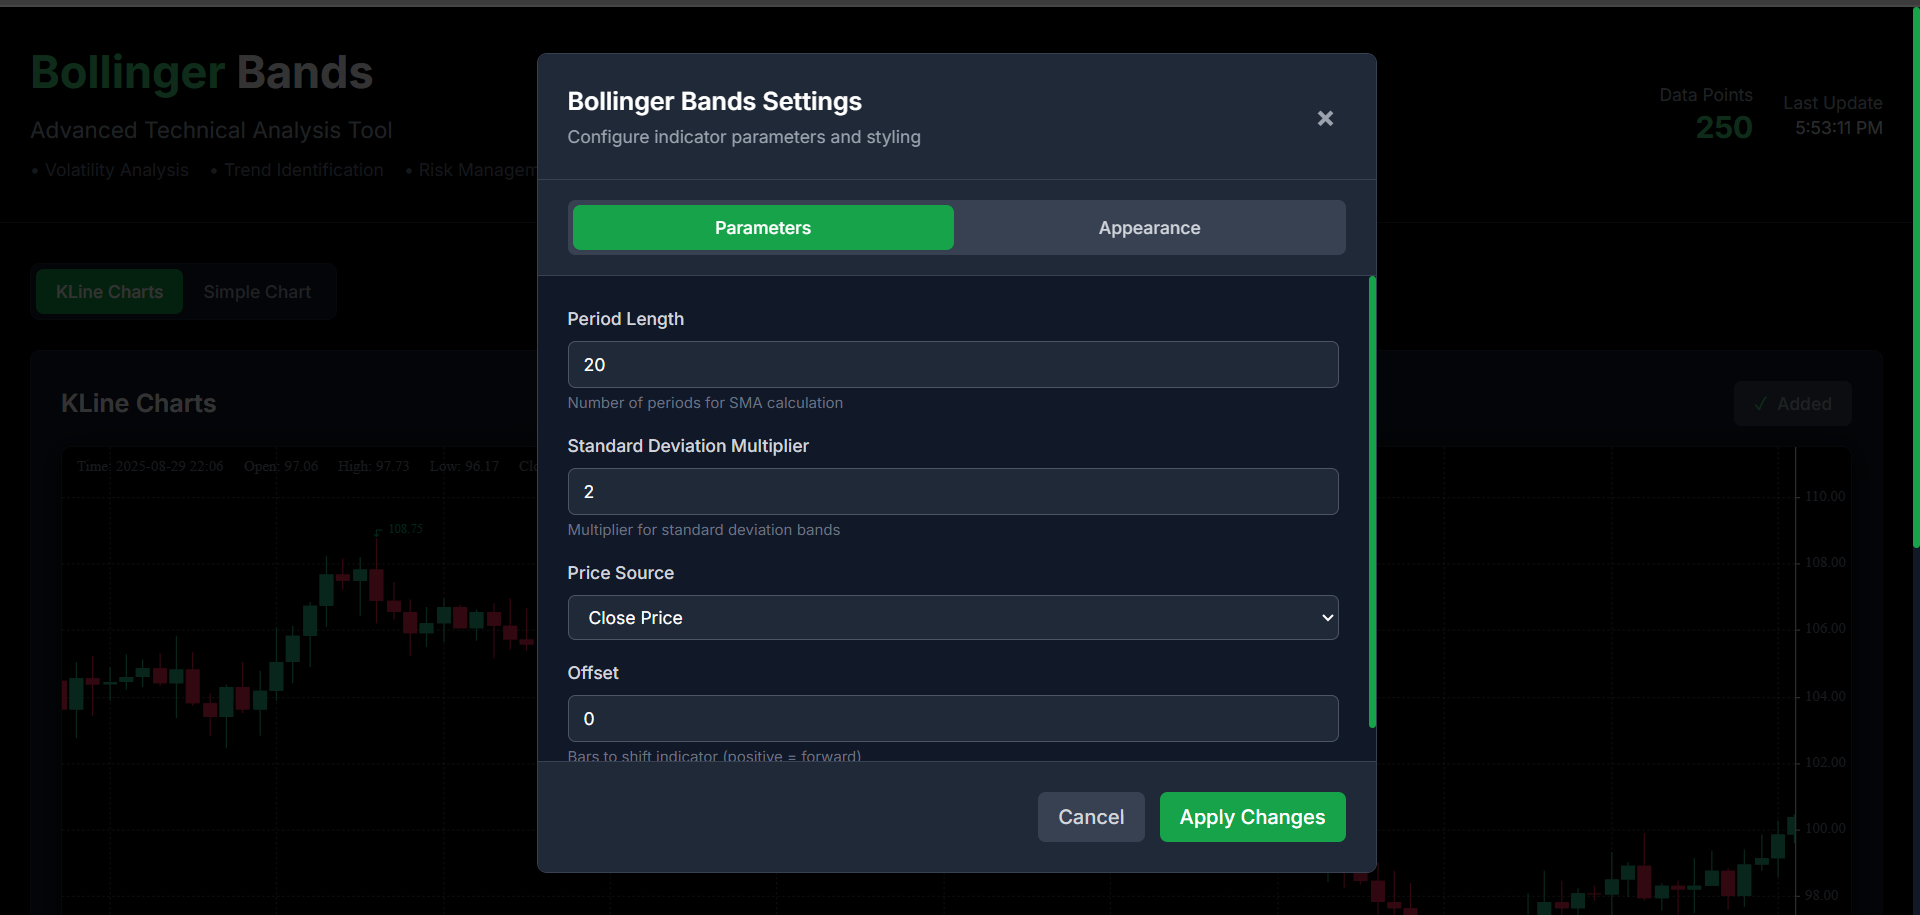 Bollinger Bands
Advanced Technical Analysis Tool
• Volatility Analysis • Trend Identification • Risk Managem
Data Points
250
Last Update
5:53:11 PM
KLine Charts
Simple Chart
KLine Charts
✓ Added
Time: 2025-08-29 22:06 Open: 97.06 High: 97.73 Low: 96.17 Clo
108.75
110.00
108.00
106.00
104.00
102.00
100.00
98.00
Bollinger Bands Settings
Configure indicator parameters and styling
×
Parameters
Appearance
Period Length
20
Number of periods for SMA calculation
Standard Deviation Multiplier
2
Multiplier for standard deviation bands
Price Source
Close Price
Offset
0
Bars to shift indicator (positive = forward)
Cancel
Apply Changes